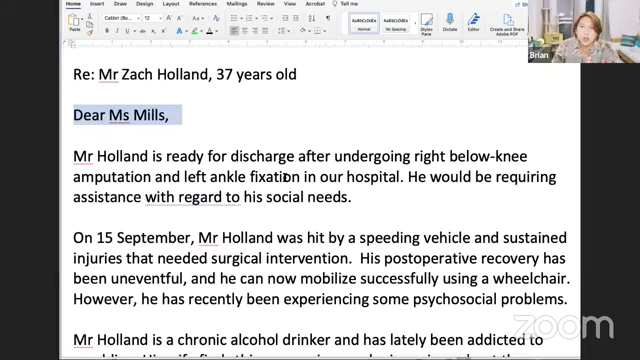 Home Insert Draw Design Layout References Mailings Review View Tell me
Paste
Calibri (Bo... 12
AaBbCcDdEe AaBbCcDdEe
Normal No Spacing
Styles Pane Dictate Editor Create and Share Adobe PDF
Brian
Re: Mr Zach Holland, 37 years old
Dear Ms Mills,
Mr Holland is ready for discharge after undergoing right below-knee
amputation and left ankle fixation in our hospital. He would be requiring
assistance with regard to his social needs.
On 15 September, Mr Holland was hit by a speeding vehicle and sustained
injuries that needed surgical intervention. His postoperative recovery has
been uneventful, and he can now mobilize successfully using a wheelchair.
However, he has recently been experiencing some psychosocial problems.
Mr Holland is a chronic alcohol drinker and has lately been addicted to
zoom